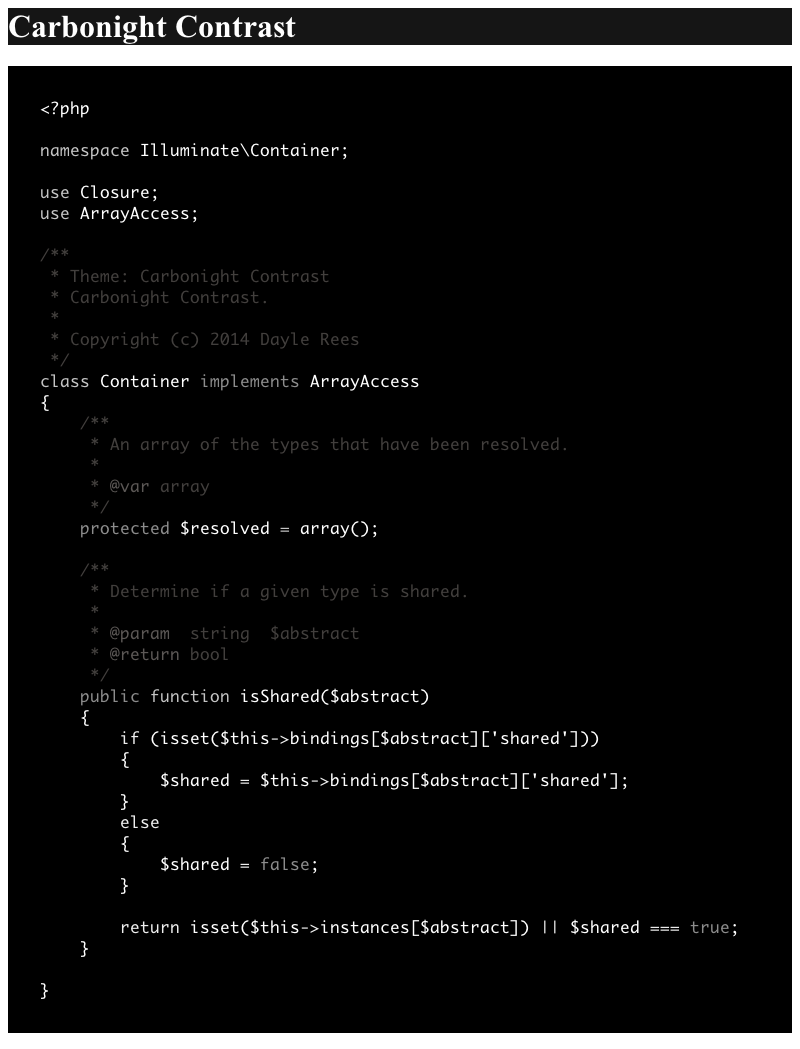 Carbonight Contrast
<?php
namespace Illuminate\Container;
use Closure;
use ArrayAccess;
/**
 * Theme: Carbonight Contrast
 * Carbonight Contrast.
 *
 * Copyright (c) 2014 Dayle Rees
 */
class Container implements ArrayAccess
{
    /**
     * An array of the types that have been resolved.
     *
     * @var array
     */
    protected $resolved = array();
    /**
     * Determine if a given type is shared.
     *
     * @param  string  $abstract
     * @return bool
     */
    public function isShared($abstract)
    {
        if (isset($this->bindings[$abstract]['shared']))
        {
            $shared = $this->bindings[$abstract]['shared'];
        }
        else
        {
            $shared = false;
        }
        return isset($this->instances[$abstract]) || $shared === true;
    }
}